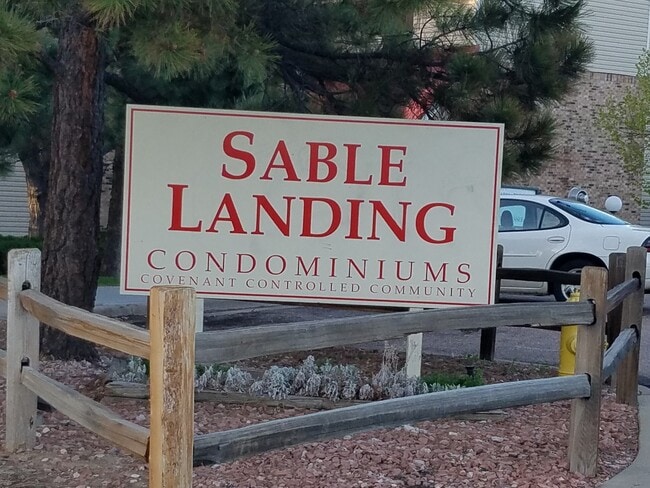 SABLE
LANDING
CONDOMINIUMS
COVENANT CONTROLLED COMMUNITY